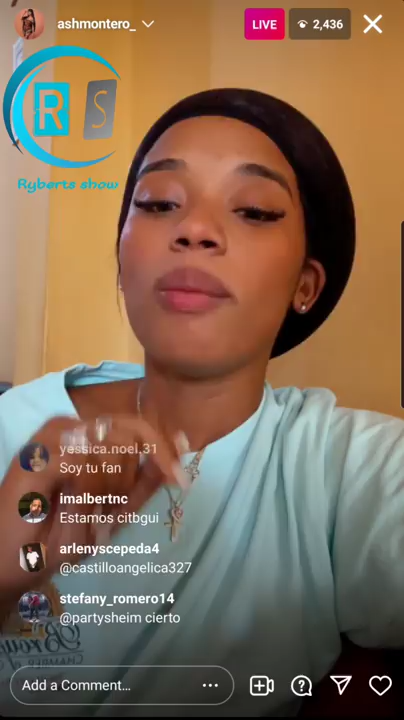 ashmontero_
LIVE
2,436
R S
Ryberts show
yessica.noel.31
Soy tu fan
imalbertnc
Estamos citbgui
arlenyscepeda4
@castilloangelica327
stefany_romero14
@partysheim cierto
Add a Comment...